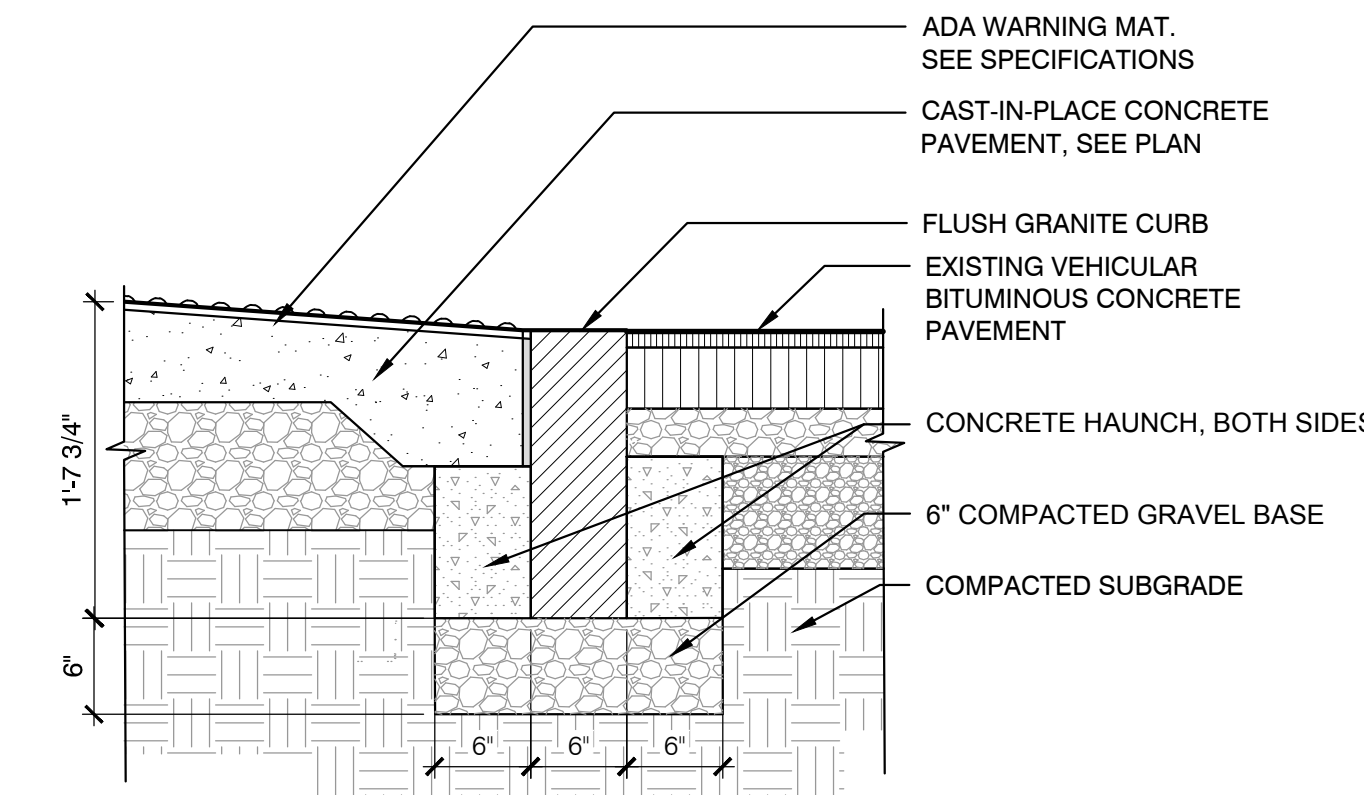 ADA WARNING MAT.
SEE SPECIFICATIONS
CAST-IN-PLACE CONCRETE
PAVEMENT, SEE PLAN
FLUSH GRANITE CURB
EXISTING VEHICULAR
BITUMINOUS CONCRETE
PAVEMENT
CONCRETE HAUNCH, BOTH SIDES
6" COMPACTED GRAVEL BASE
COMPACTED SUBGRADE
1'-7 3/4"
6"
6" 6" 6"